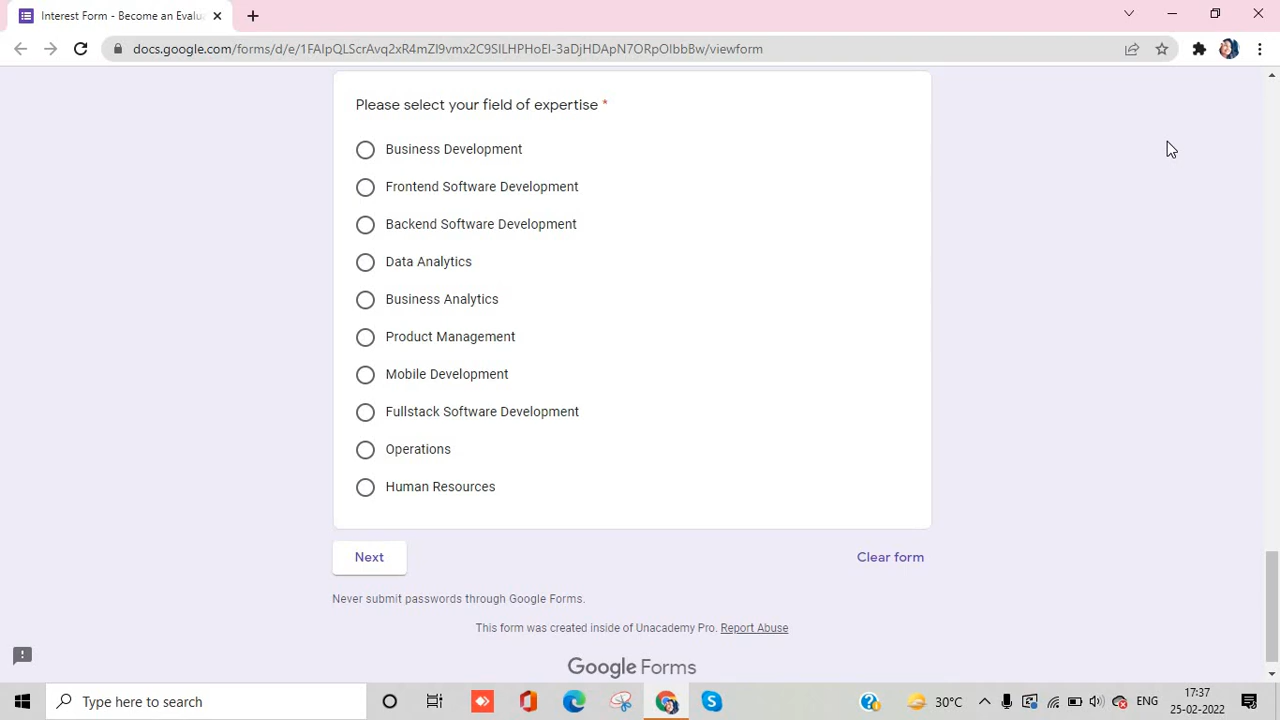 Interest Form - Become an Evalua
docs.google.com/forms/d/e/1FAIpQLScrAvq2xR4mZI9vmx2C9SILHPHoEI-3aDjHDApN7ORpOIbbBw/viewform
Please select your field of expertise *
Business Development
Frontend Software Development
Backend Software Development
Data Analytics
Business Analytics
Product Management
Mobile Development
Fullstack Software Development
Operations
Human Resources
Next
Clear form
Never submit passwords through Google Forms.
This form was created inside of Unacademy Pro. Report Abuse
Google Forms
Type here to search
30°C
ENG
17:37
25-02-2022